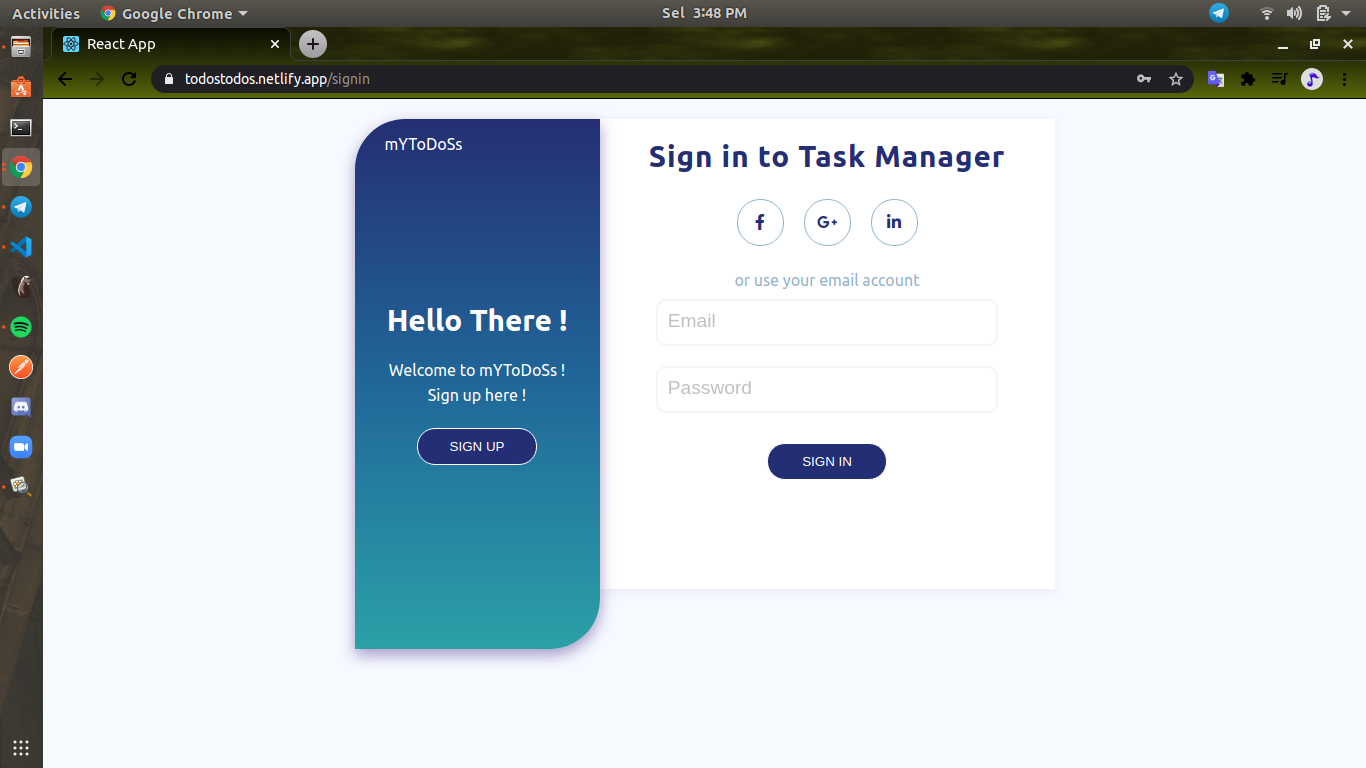 Activities
Google Chrome
Sel 3:48 PM
React App
todostodos.netlify.app/signin
mYToDoSs
Hello There !
Welcome to mYToDoSs !
Sign up here !
SIGN UP
Sign in to Task Manager
f
G+
in
or use your email account
Email
Password
SIGN IN